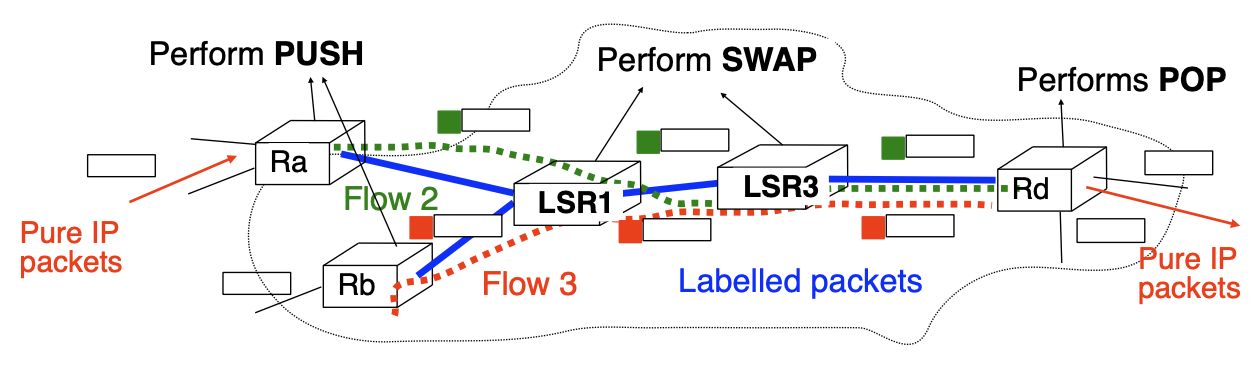 Perform PUSH
Perform SWAP
Performs POP
Ra
LSR1
LSR3
Rd
Flow 2
Pure IP
packets
Rb
Flow 3
Labelled packets
Pure IP
packets